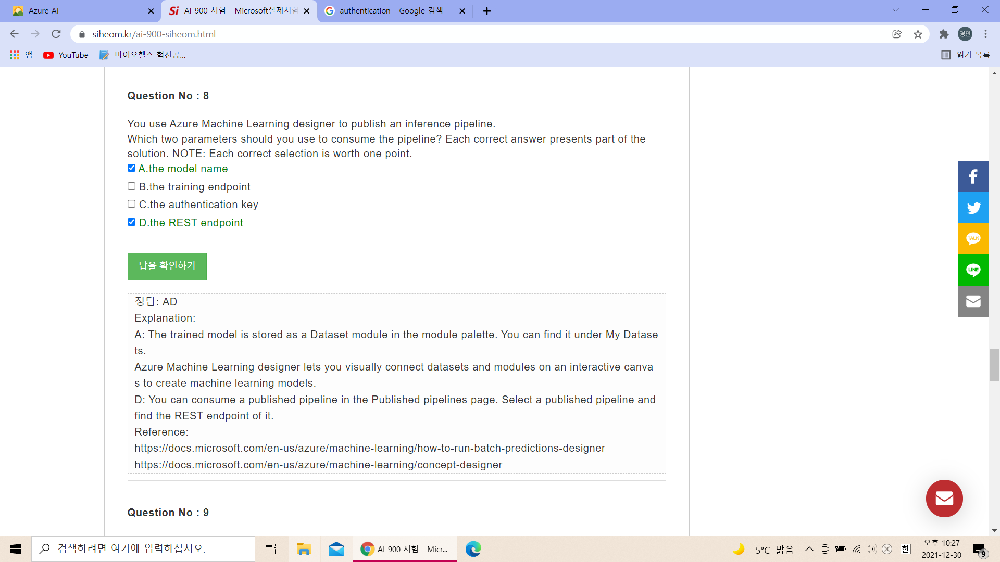 Azure AI
Si AI-900 시험 - Microsoft실제시험
authentication - Google 검색
siheom.kr/ai-900-siheom.html
경민
앱
YouTube
바이오헬스 혁신공...
읽기 목록
Question No : 8
You use Azure Machine Learning designer to publish an inference pipeline.
Which two parameters should you use to consume the pipeline? Each correct answer presents part of the
solution. NOTE: Each correct selection is worth one point.
A.the model name
B.the training endpoint
C.the authentication key
D.the REST endpoint
답을 확인하기
정답: AD
Explanation:
A: The trained model is stored as a Dataset module in the module palette. You can find it under My Datase
ts.
Azure Machine Learning designer lets you visually connect datasets and modules on an interactive canva
s to create machine learning models.
D: You can consume a published pipeline in the Published pipelines page. Select a published pipeline and
find the REST endpoint of it.
Reference:
https://docs.microsoft.com/en-us/azure/machine-learning/how-to-run-batch-predictions-designer
https://docs.microsoft.com/en-us/azure/machine-learning/concept-designer
Question No : 9
TALK
LINE
검색하려면 여기에 입력하십시오.
AI-900 시험 - Micr...
-5°C 맑음
한
오후 10:27
2021-12-30
9